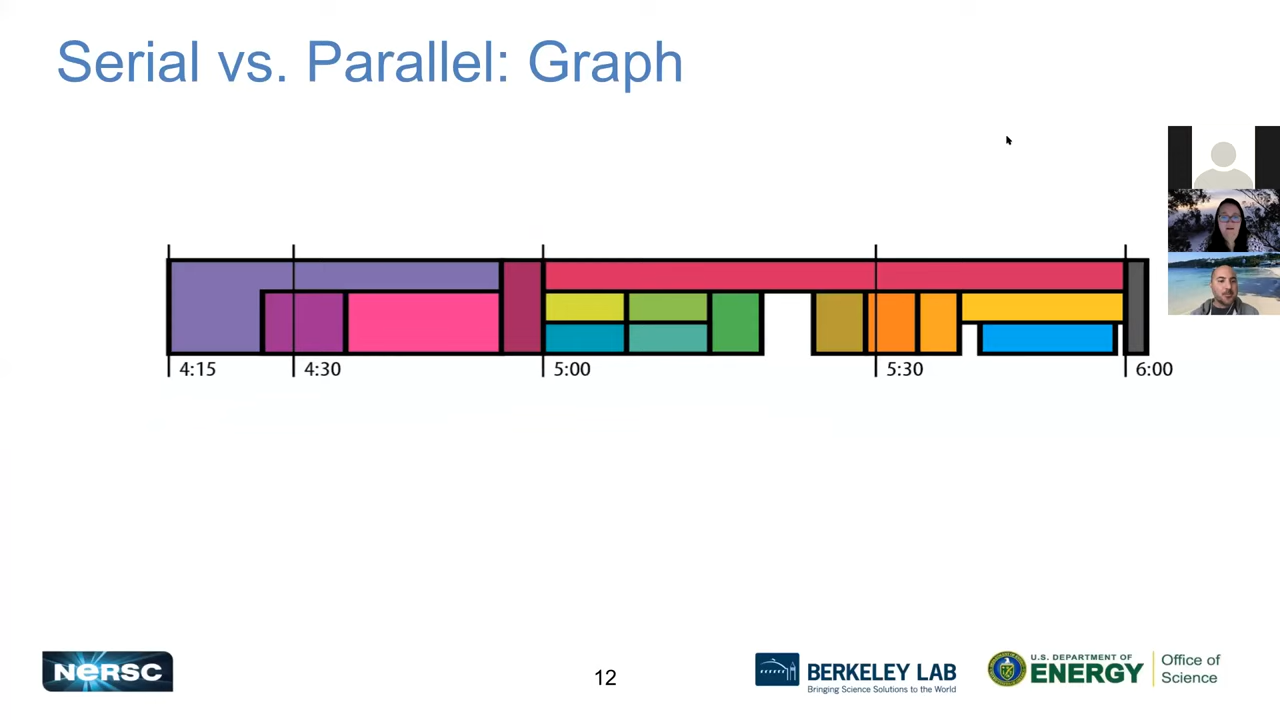 Serial vs. Parallel: Graph
4:15
4:30
5:00
5:30
6:00
NERSC
12
BERKELEY LAB
Bringing Science Solutions to the World
U.S. DEPARTMENT OF
ENERGY
Office of
Science